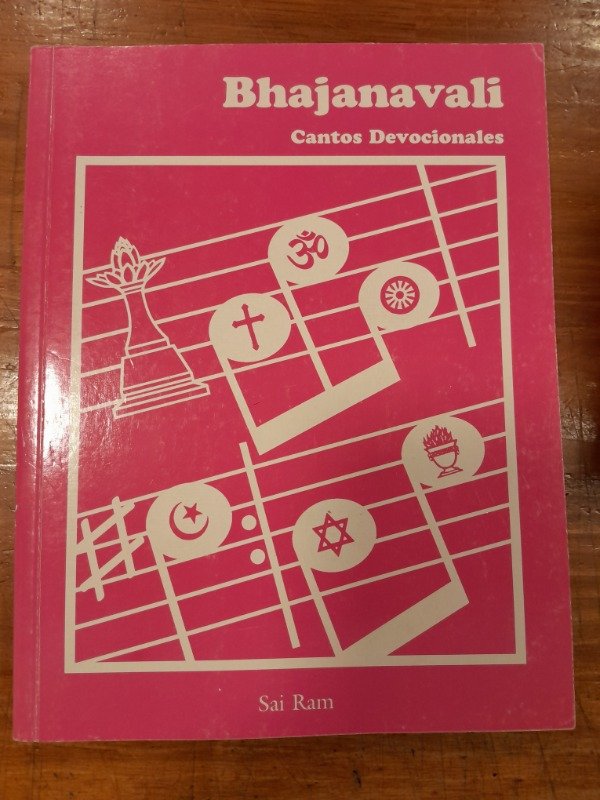 Bhajanavali
Cantos Devocionales
ॐ
Sai Ram